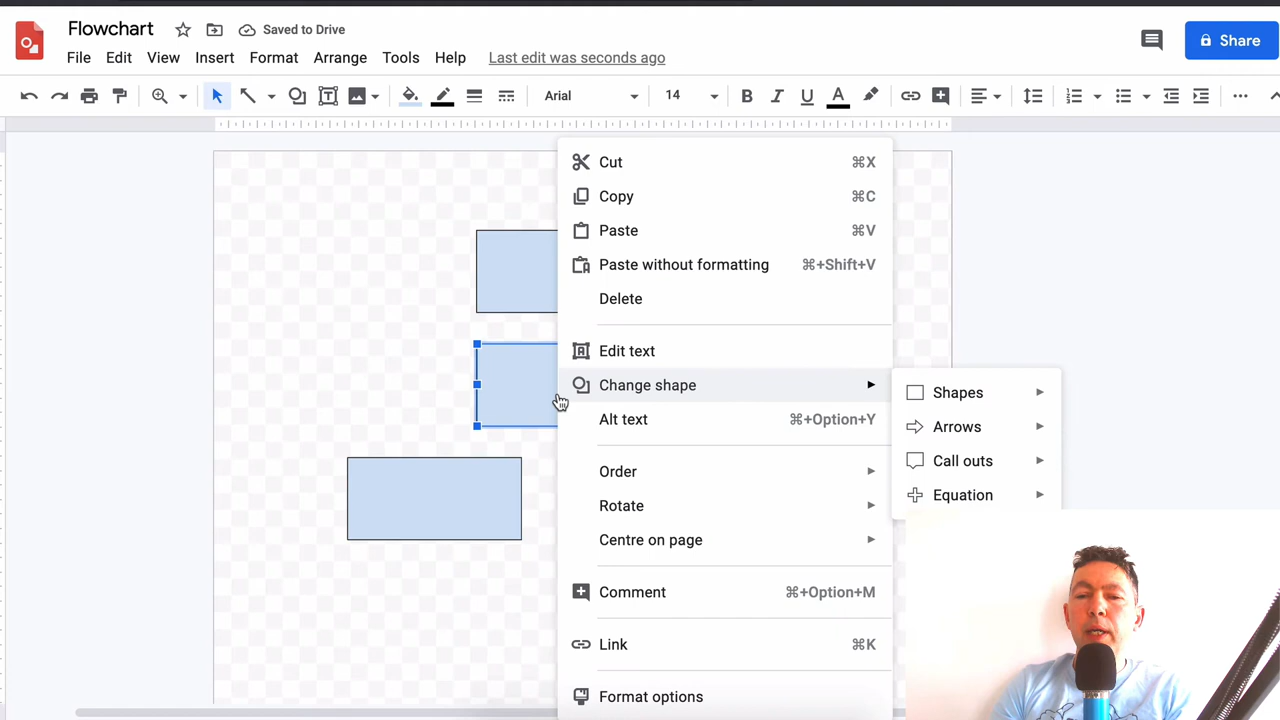 Flowchart
Saved to Drive
File Edit View Insert Format Arrange Tools Help Last edit was seconds ago
Share
Arial 14 B I U A
Cut ⌘X
Copy ⌘C
Paste ⌘V
Paste without formatting ⌘+Shift+V
Delete
Edit text
Change shape
Alt text ⌘+Option+Y
Order
Rotate
Centre on page
Comment ⌘+Option+M
Link ⌘K
Format options
Shapes
Arrows
Call outs
Equation